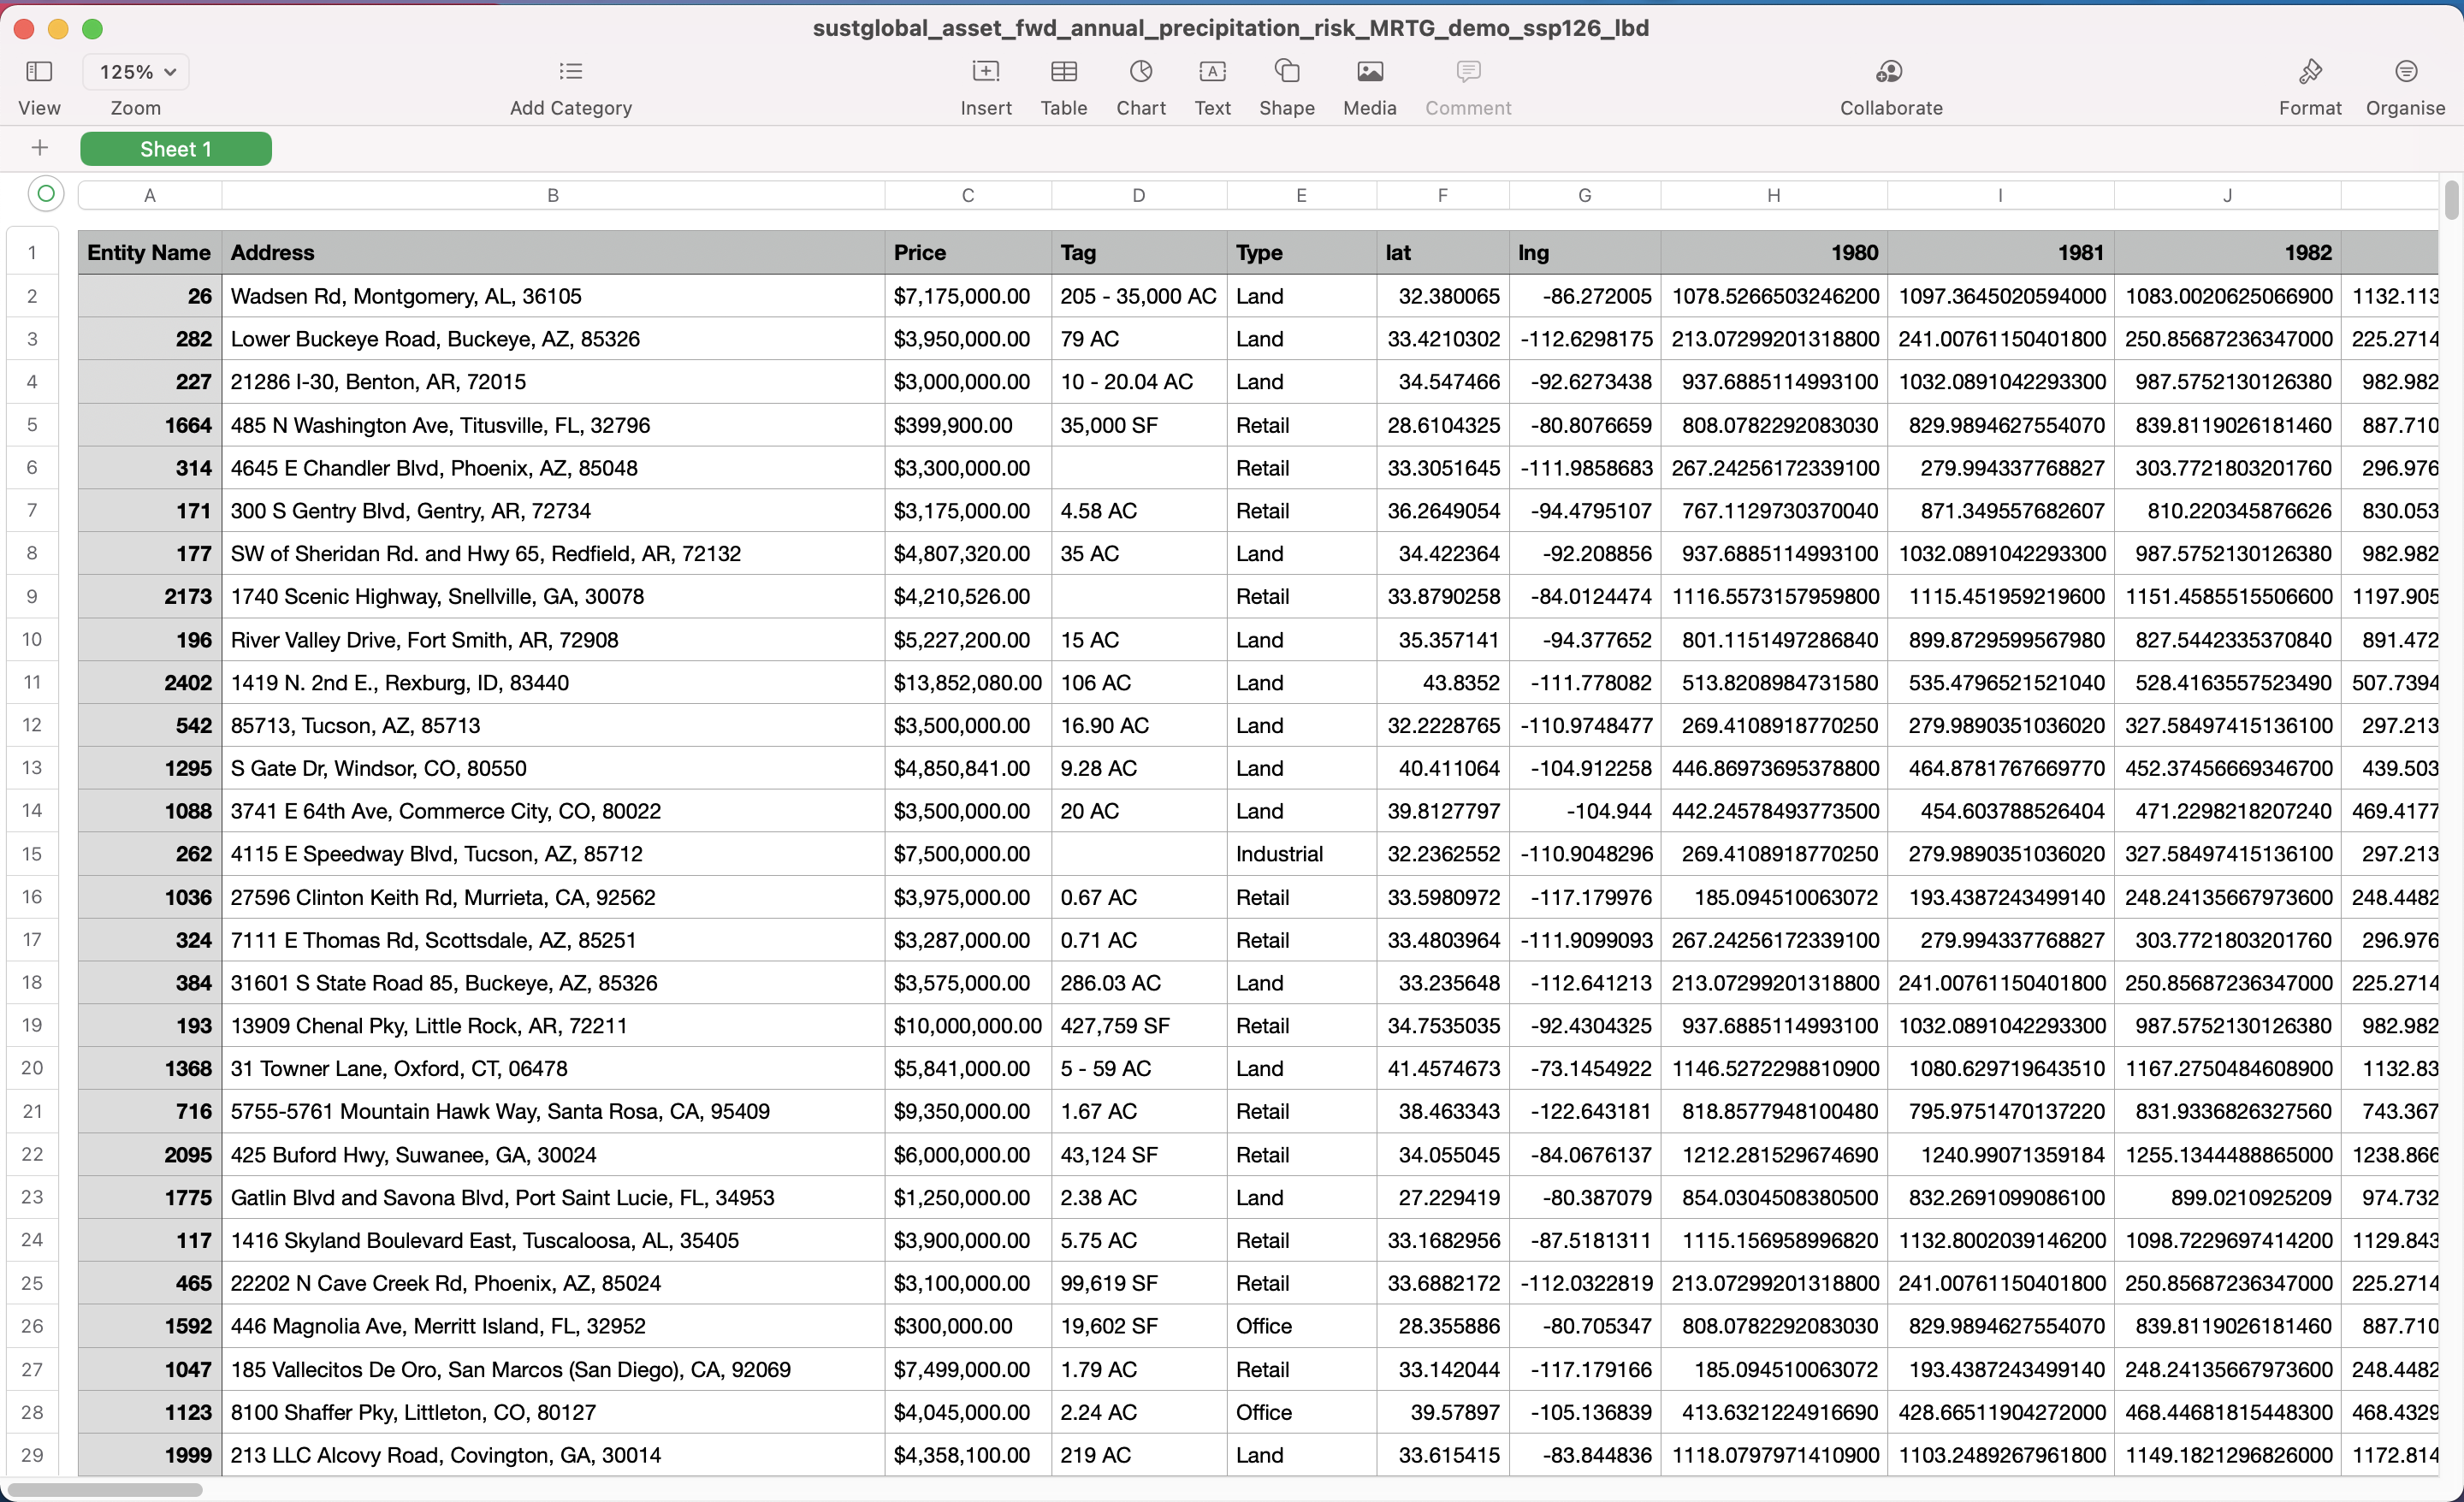 sustglobal_asset_fwd_annual_precipitation_risk_MRTG_demo_ssp126_lbd
125%
View Zoom Add Category Insert Table Chart Text Shape Media Comment Collaborate Format Organise
Sheet 1
A B C D E F G H I J
1 Entity Name Address Price Tag Type lat lng 1980 1981 1982
2 26 Wadsen Rd, Montgomery, AL, 36105 $7,175,000.00 205 - 35,000 AC Land 32.380065 -86.272005 1078.5266503246200 1097.3645020594000 1083.0020625066900 1132.113
3 282 Lower Buckeye Road, Buckeye, AZ, 85326 $3,950,000.00 79 AC Land 33.4210302 -112.6298175 213.07299201318800 241.00761150401800 250.85687236347000 225.2714
4 227 21286 I-30, Benton, AR, 72015 $3,000,000.00 10 - 20.04 AC Land 34.547466 -92.6273438 937.6885114993100 1032.0891042293300 987.5752130126380 982.982
5 1664 485 N Washington Ave, Titusville, FL, 32796 $399,900.00 35,000 SF Retail 28.6104325 -80.8076659 808.0782292083030 829.9894627554070 839.8119026181460 887.710
6 314 4645 E Chandler Blvd, Phoenix, AZ, 85048 $3,300,000.00 Retail 33.3051645 -111.9858683 267.24256172339100 279.994337768827 303.7721803201760 296.976
7 171 300 S Gentry Blvd, Gentry, AR, 72734 $3,175,000.00 4.58 AC Retail 36.2649054 -94.4795107 767.1129730370040 871.349557682607 810.220345876626 830.053
8 177 SW of Sheridan Rd. and Hwy 65, Redfield, AR, 72132 $4,807,320.00 35 AC Land 34.422364 -92.208856 937.6885114993100 1032.0891042293300 987.5752130126380 982.982
9 2173 1740 Scenic Highway, Snellville, GA, 30078 $4,210,526.00 Retail 33.8790258 -84.0124474 1116.5573157959800 1115.451959219600 1151.4585515506600 1197.905
10 196 River Valley Drive, Fort Smith, AR, 72908 $5,227,200.00 15 AC Land 35.357141 -94.377652 801.1151497286840 899.8729599567980 827.5442335370840 891.472
11 2402 1419 N. 2nd E., Rexburg, ID, 83440 $13,852,080.00 106 AC Land 43.8352 -111.778082 513.8208984731580 535.4796521521040 528.4163557523490 507.7394
12 542 85713, Tucson, AZ, 85713 $3,500,000.00 16.90 AC Land 32.2228765 -110.9748477 269.4108918770250 279.9890351036020 327.58497415136100 297.213
13 1295 S Gate Dr, Windsor, CO, 80550 $4,850,841.00 9.28 AC Land 40.411064 -104.912258 446.86973695378800 464.8781767669770 452.37456669346700 439.503
14 1088 3741 E 64th Ave, Commerce City, CO, 80022 $3,500,000.00 20 AC Land 39.8127797 -104.944 442.24578493773500 454.603788526404 471.2298218207240 469.4177
15 262 4115 E Speedway Blvd, Tucson, AZ, 85712 $7,500,000.00 Industrial 32.2362552 -110.9048296 269.4108918770250 279.9890351036020 327.58497415136100 297.213
16 1036 27596 Clinton Keith Rd, Murrieta, CA, 92562 $3,975,000.00 0.67 AC Retail 33.5980972 -117.179976 185.094510063072 193.4387243499140 248.24135667973600 248.4482
17 324 7111 E Thomas Rd, Scottsdale, AZ, 85251 $3,287,000.00 0.71 AC Retail 33.4803964 -111.9099093 267.24256172339100 279.994337768827 303.7721803201760 296.976
18 384 31601 S State Road 85, Buckeye, AZ, 85326 $3,575,000.00 286.03 AC Land 33.235648 -112.641213 213.07299201318800 241.00761150401800 250.85687236347000 225.2714
19 193 13909 Chenal Pky, Little Rock, AR, 72211 $10,000,000.00 427,759 SF Retail 34.7535035 -92.4304325 937.6885114993100 1032.0891042293300 987.5752130126380 982.982
20 1368 31 Towner Lane, Oxford, CT, 06478 $5,841,000.00 5 - 59 AC Land 41.4574673 -73.1454922 1146.5272298810900 1080.629719643510 1167.2750484608900 1132.83
21 716 5755-5761 Mountain Hawk Way, Santa Rosa, CA, 95409 $9,350,000.00 1.67 AC Retail 38.463343 -122.643181 818.8577948100480 795.9751470137220 831.9336826327560 743.367
22 2095 425 Buford Hwy, Suwanee, GA, 30024 $6,000,000.00 43,124 SF Retail 34.055045 -84.0676137 1212.281529674690 1240.99071359184 1255.1344488865000 1238.866
23 1775 Gatlin Blvd and Savona Blvd, Port Saint Lucie, FL, 34953 $1,250,000.00 2.38 AC Land 27.229419 -80.387079 854.0304508380500 832.2691099086100 899.0210925209 974.732
24 117 1416 Skyland Boulevard East, Tuscaloosa, AL, 35405 $3,900,000.00 5.75 AC Retail 33.1682956 -87.5181311 1115.156958996820 1132.8002039146200 1098.7229697414200 1129.843
25 465 22202 N Cave Creek Rd, Phoenix, AZ, 85024 $3,100,000.00 99,619 SF Retail 33.6882172 -112.0322819 213.07299201318800 241.00761150401800 250.85687236347000 225.2714
26 1592 446 Magnolia Ave, Merritt Island, FL, 32952 $300,000.00 19,602 SF Office 28.355886 -80.705347 808.0782292083030 829.9894627554070 839.8119026181460 887.710
27 1047 185 Vallecitos De Oro, San Marcos (San Diego), CA, 92069 $7,499,000.00 1.79 AC Retail 33.142044 -117.179166 185.094510063072 193.4387243499140 248.24135667973600 248.4482
28 1123 8100 Shaffer Pky, Littleton, CO, 80127 $4,045,000.00 2.24 AC Office 39.57897 -105.136839 413.6321224916690 428.66511904272000 468.44681815448300 468.4329
29 1999 213 LLC Alcovy Road, Covington, GA, 30014 $4,358,100.00 219 AC Land 33.615415 -83.844836 1118.0797971410900 1103.2489267961800 1149.1821296826000 1172.814